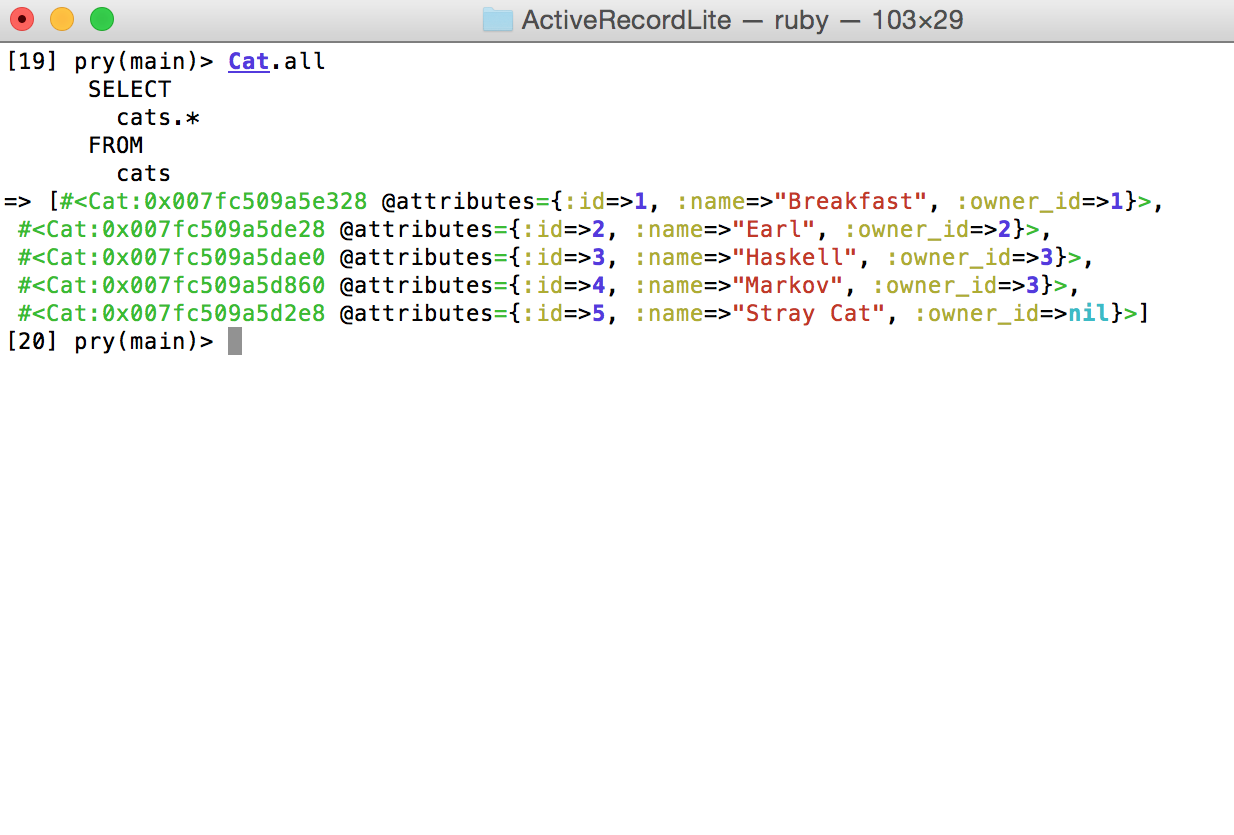 ActiveRecordLite — ruby — 103×29
[19] pry(main)> Cat.all
      SELECT
        cats.*
      FROM
        cats
=> [#<Cat:0x007fc509a5e328 @attributes={:id=>1, :name=>"Breakfast", :owner_id=>1}>,
 #<Cat:0x007fc509a5de28 @attributes={:id=>2, :name=>"Earl", :owner_id=>2}>,
 #<Cat:0x007fc509a5dae0 @attributes={:id=>3, :name=>"Haskell", :owner_id=>3}>,
 #<Cat:0x007fc509a5d860 @attributes={:id=>4, :name=>"Markov", :owner_id=>3}>,
 #<Cat:0x007fc509a5d2e8 @attributes={:id=>5, :name=>"Stray Cat", :owner_id=>nil}>]
[20] pry(main)>